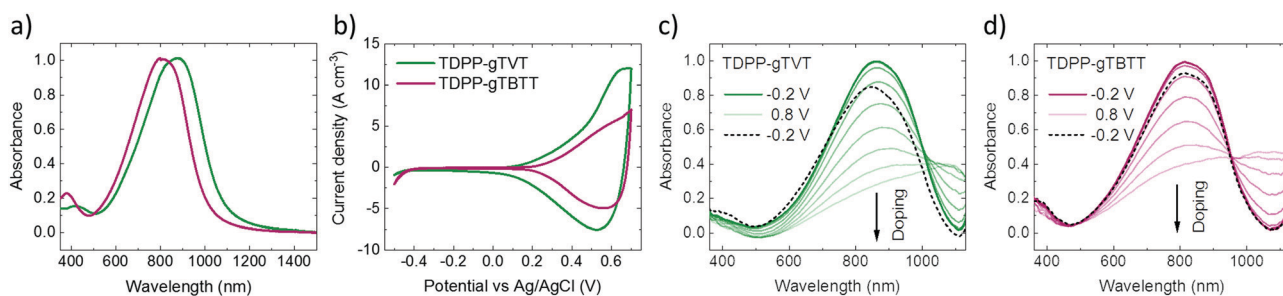 a)
1.0
0.8
0.6
0.4
0.2
0.0
Absorbance
400 600 800 1000 1200 1400
Wavelength (nm)
b)
15
10
5
0
-5
-10
Current density (A cm⁻³)
TDPP-gTVT
TDPP-gTBTT
-0.4 -0.2 0.0 0.2 0.4 0.6
Potential vs Ag/AgCl (V)
c)
1.0
0.8
0.6
0.4
0.2
0.0
Absorbance
TDPP-gTVT
-0.2 V
0.8 V
-0.2 V
Doping
400 600 800 1000
Wavelength (nm)
d)
1.0
0.8
0.6
0.4
0.2
0.0
Absorbance
TDPP-gTBTT
-0.2 V
0.8 V
-0.2 V
Doping
400 600 800 1000
Wavelength (nm)